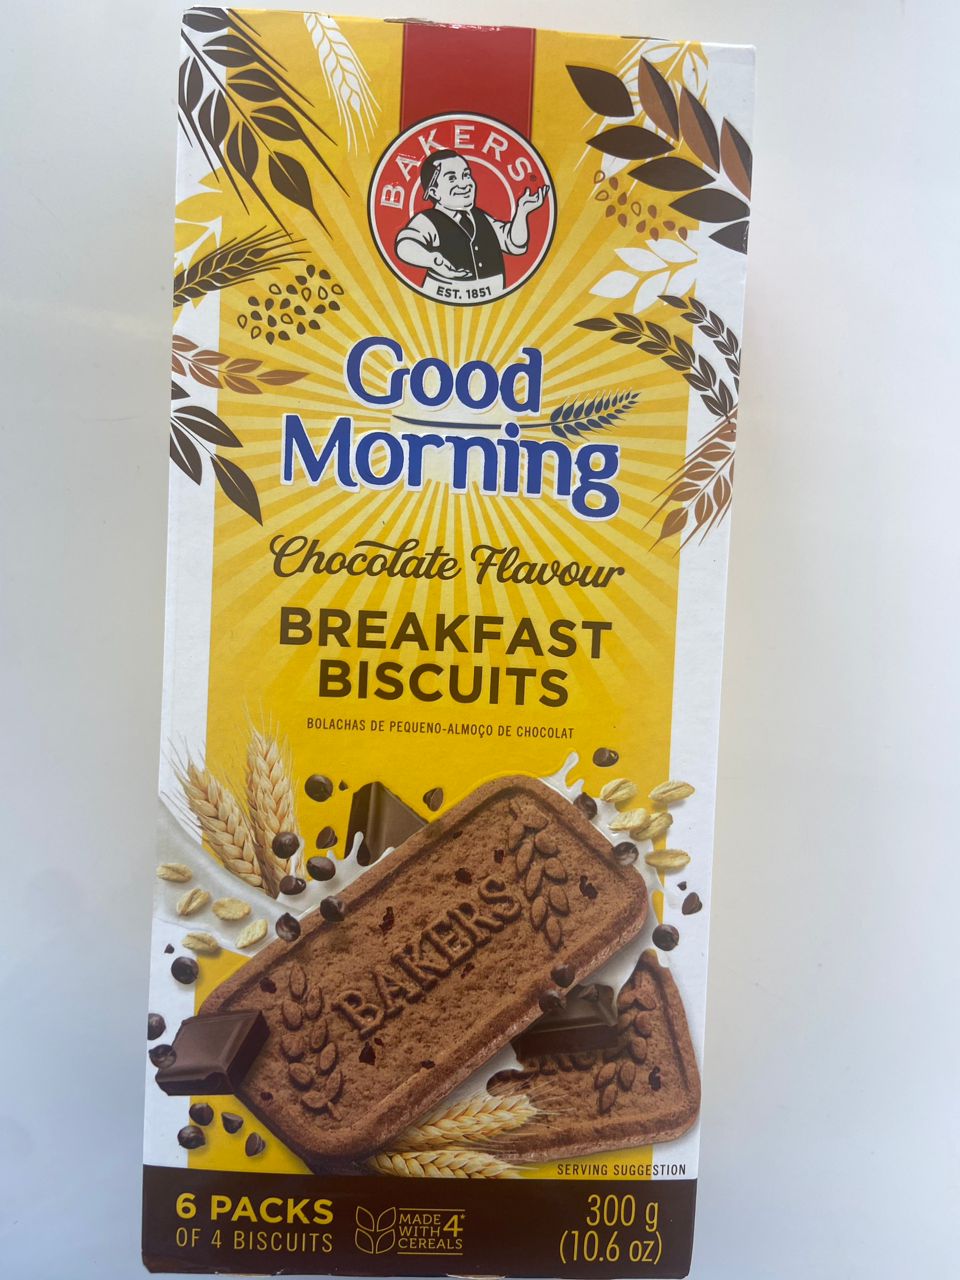 BAKERS®
EST. 1851
Good
Morning
Chocolate Flavour
BREAKFAST
BISCUITS
BOLACHAS DE PEQUENO-ALMOÇO DE CHOCOLAT
BAKERS
SERVING SUGGESTION
6 PACKS
OF 4 BISCUITS
MADE
WITH 4*
CEREALS
300 g
(10.6 oz)